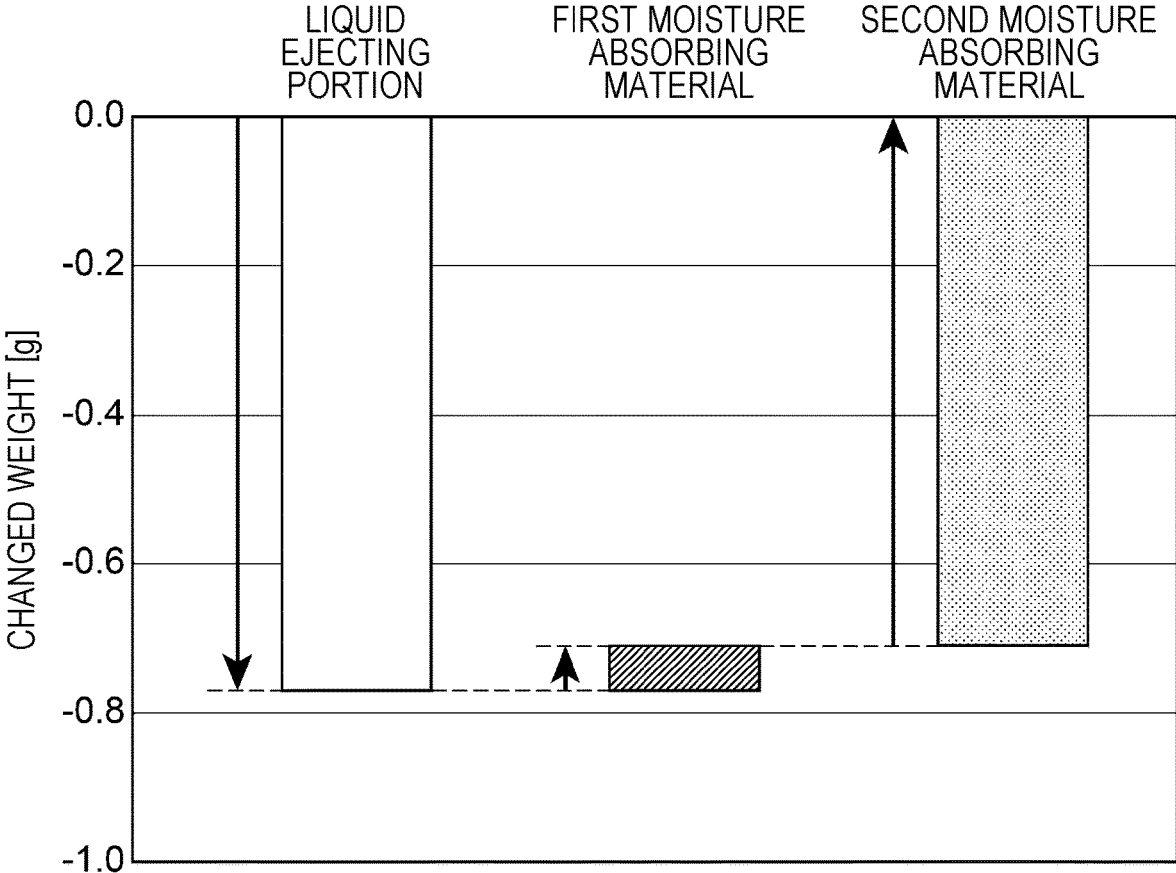 LIQUID
EJECTING
PORTION
FIRST MOISTURE
ABSORBING
MATERIAL
SECOND MOISTURE
ABSORBING
MATERIAL
0.0
-0.2
-0.4
-0.6
-0.8
-1.0
CHANGED WEIGHT [g]